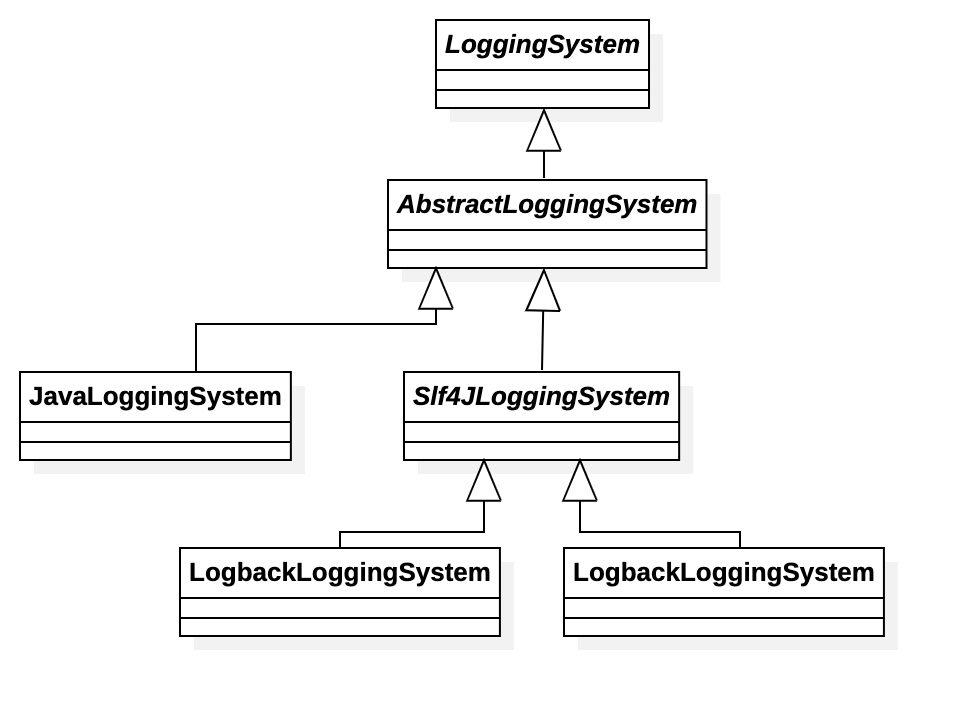 LoggingSystem
AbstractLoggingSystem
JavaLoggingSystem
Slf4JLoggingSystem
LogbackLoggingSystem
LogbackLoggingSystem